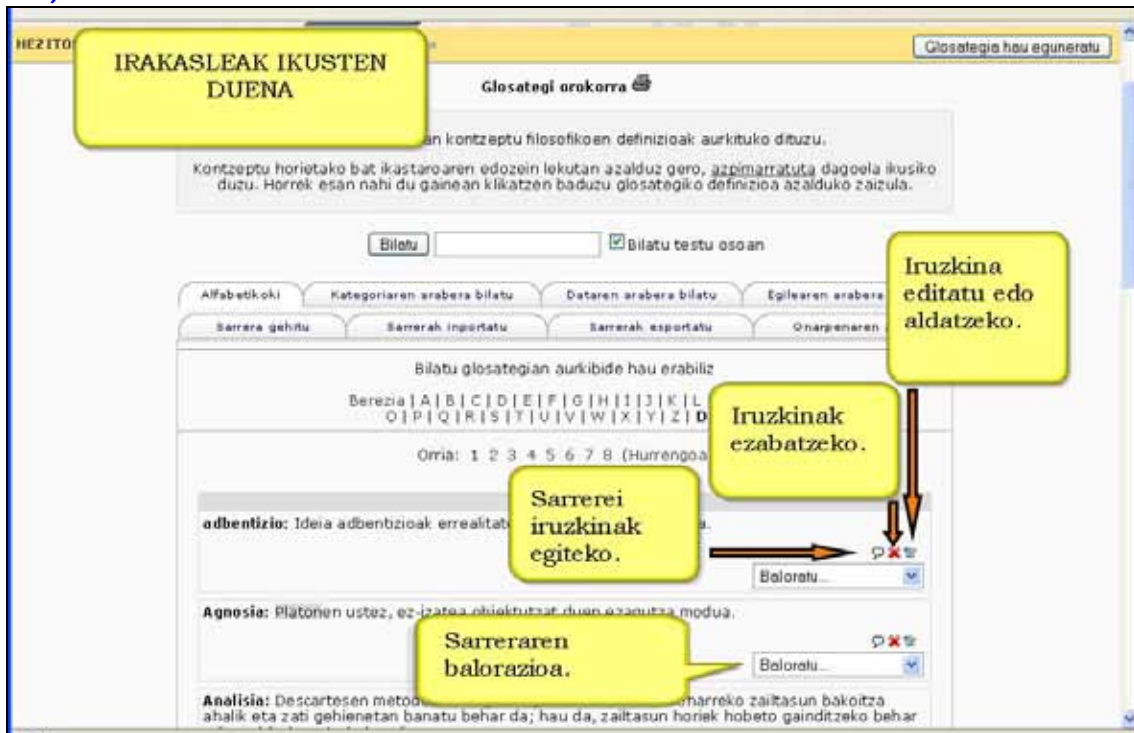 HEZITO
IRAKASLEAK IKUSTEN
DUENA
Glosategia hau eguneratu
Glosategi orokorra
an kontzeptu filosofikoen definizioak aurkituko dituzu.
Kontzeptu horietako bat ikastaroaren edozein lekutan azalduz gero, azpimarratuta dagoela ikusiko
duzu. Horrek esan nahi du gainean klikatzen baduzu glosategiko definizioa azalduko zaizula.
Bilatu
Bilatu testu osoan
Iruzkina
editatu edo
aldatzeko.
Alfabetikoki
Kategoriaren arabera bilatu
Dataren arabera bilatu
Egilearen arabera
Sarrera gehitu
Sarrerak inportatu
Sarrerak esportatu
Onarpenaren
Bilatu glosategian aurkibide hau erabiliz
Berezia | A | B | C | D | E | F | G | H | I | J | K | L
O | P | Q | R | S | T | U | V | W | X | Y | Z | D
Iruzkinak
ezabatzeko.
Orria: 1 2 3 4 5 6 7 8 (Hurrengoa
Sarrerei
iruzkinak
egiteko.
adbentizio: Ideia adbentizioak errealitate a.
Baloratu...
Agnosia: Platonen ustez, ez-izatea objektutzat duen ezagutza modua.
Sarreraren
balorazioa.
Baloratu...
Analisia: Descartesen metodo harreko zailtasun bakoitza
ahalik eta zati gehienetan banatu behar da; hau da, zailtasun horiek hobeto gainditzeko behar